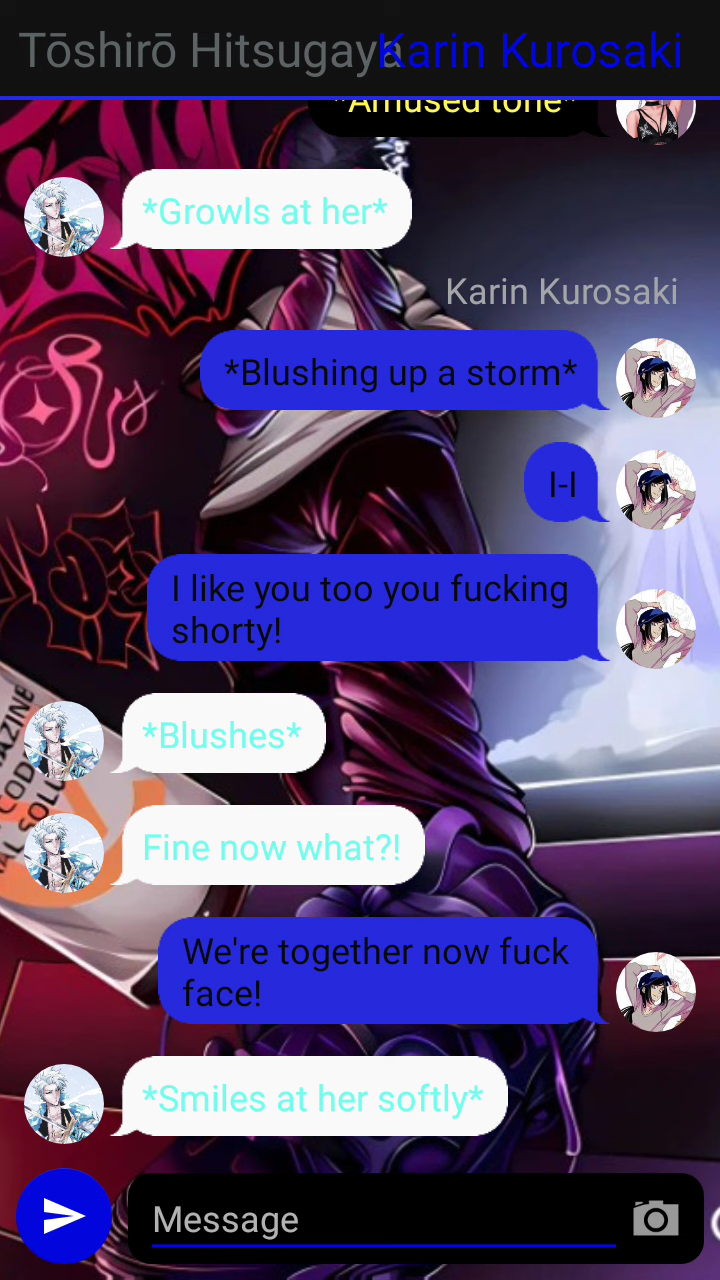 Tōshirō Hitsugaya
Karin Kurosaki
*Amused tone*
*Growls at her*
Karin Kurosaki
*Blushing up a storm*
I-I
I like you too you fucking
shorty!
*Blushes*
Fine now what?!
We're together now fuck
face!
*Smiles at her softly*
Message